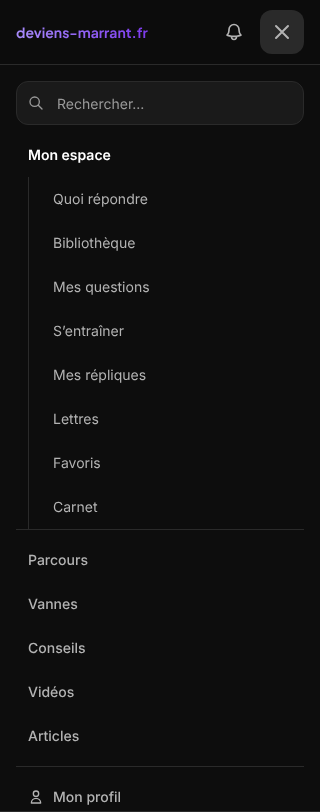 deviens-marrant.fr
Rechercher...
Mon espace
Quoi répondre
Bibliothèque
Mes questions
S’entraîner
Mes répliques
Lettres
Favoris
Carnet
Parcours
Vannes
Conseils
Vidéos
Articles
Mon profil